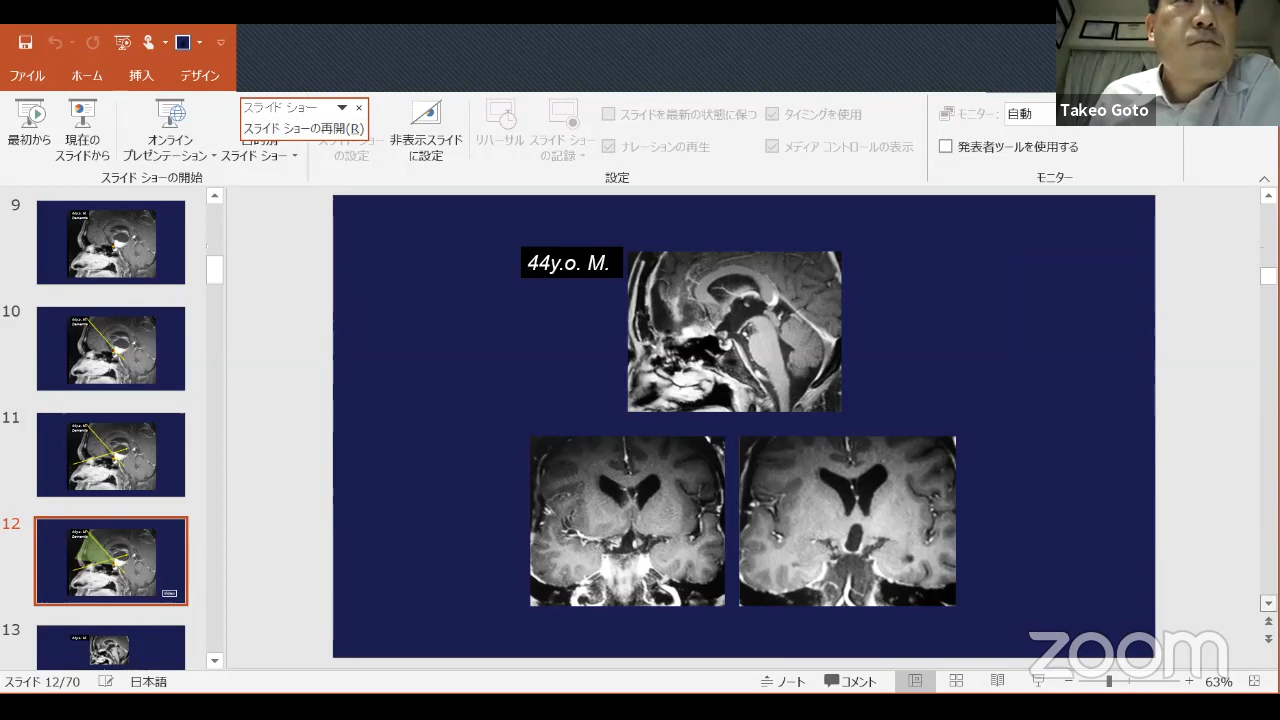 ファイル
ホーム
挿入
デザイン
最初から
現在の
スライドから
オンライン
プレゼンテーション
スライド ショー
スライド ショー
スライド ショーの再開(R)
の設定
非表示スライド
に設定
リハーサル
スライド ショー
の記録
スライドを最新の状態に保つ
ナレーションの再生
タイミングを使用
メディア コントロールの表示
モニター:
自動
発表者ツールを使用する
スライド ショーの開始
設定
モニター
Takeo Goto
9
10
11
12
13
44y.o. M.
zoom
スライド 12/70
日本語
ノート
コメント
63%